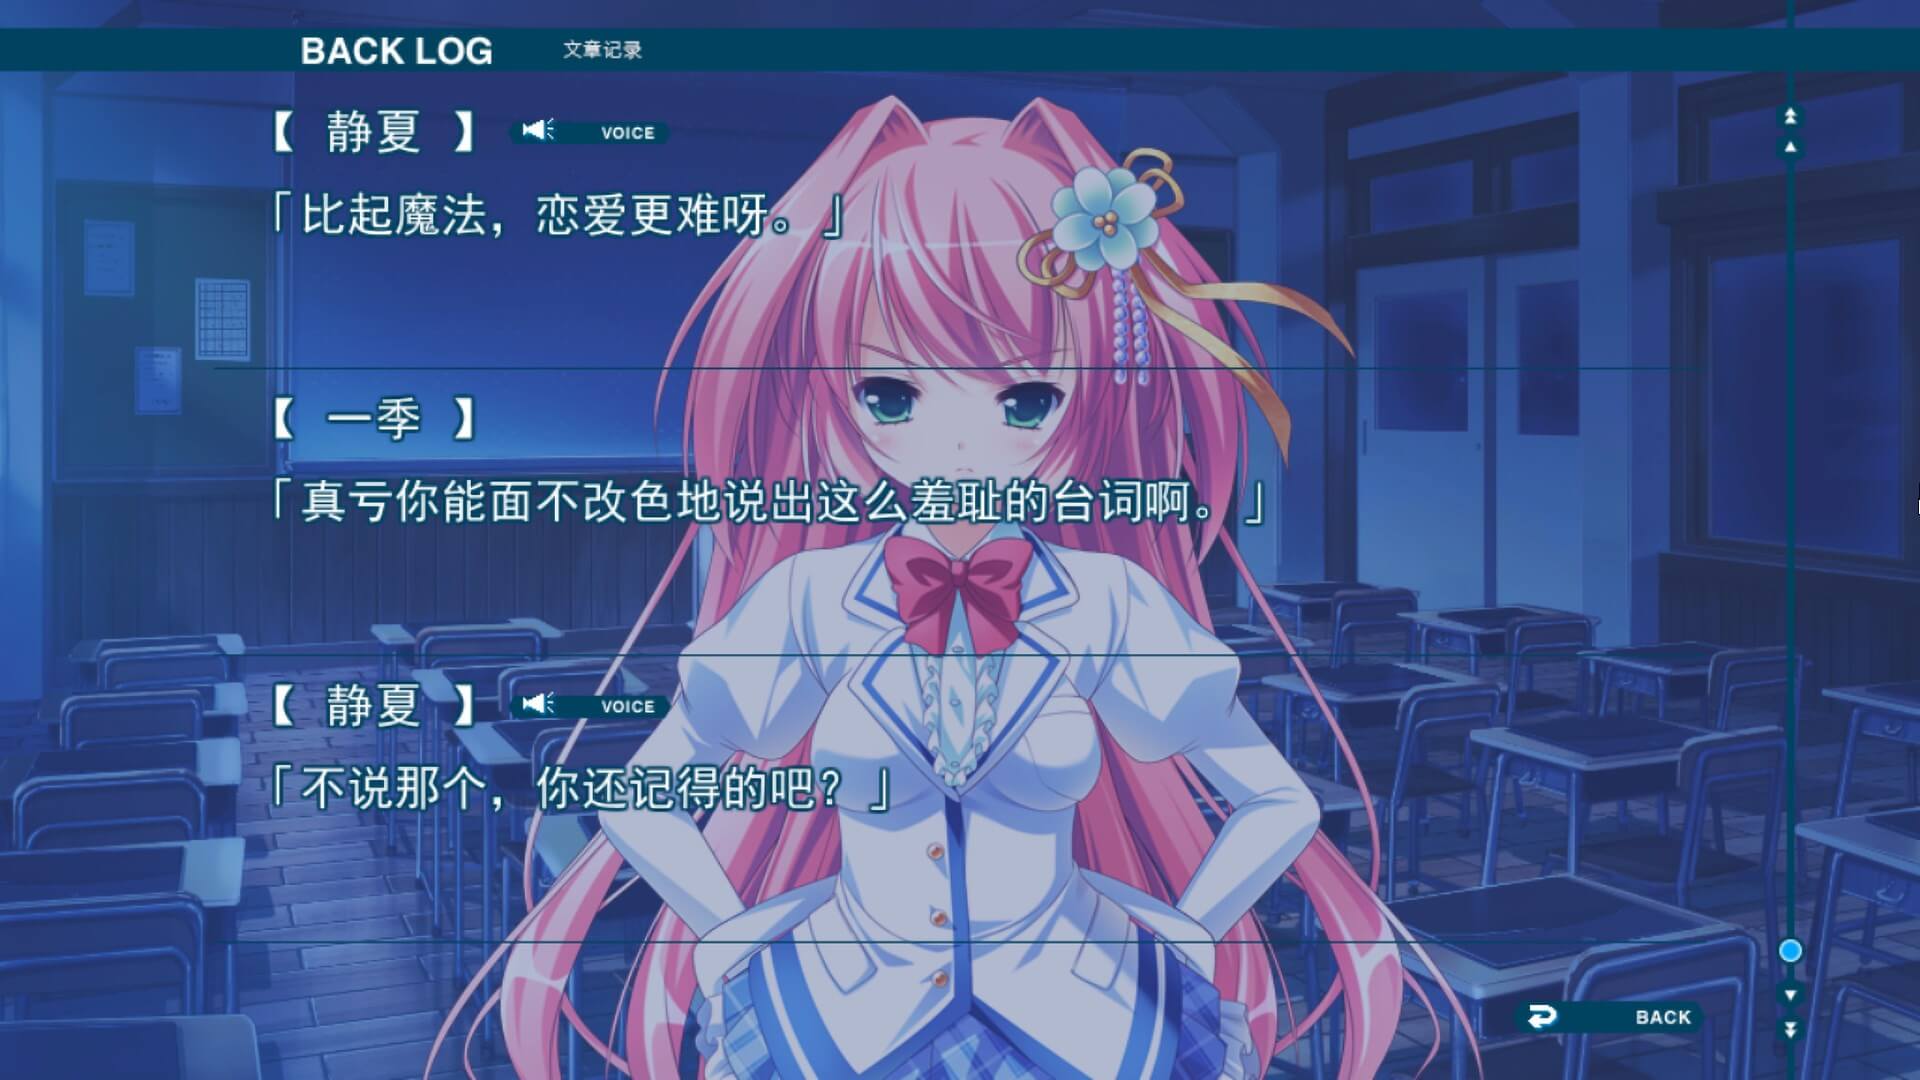 BACK LOG 文章记录
【 静夏 】 VOICE
「比起魔法，恋爱更难呀。」
【 一季 】
「真亏你能面不改色地说出这么羞耻的台词啊。」
【 静夏 】 VOICE
「不说那个，你还记得的吧？」
BACK